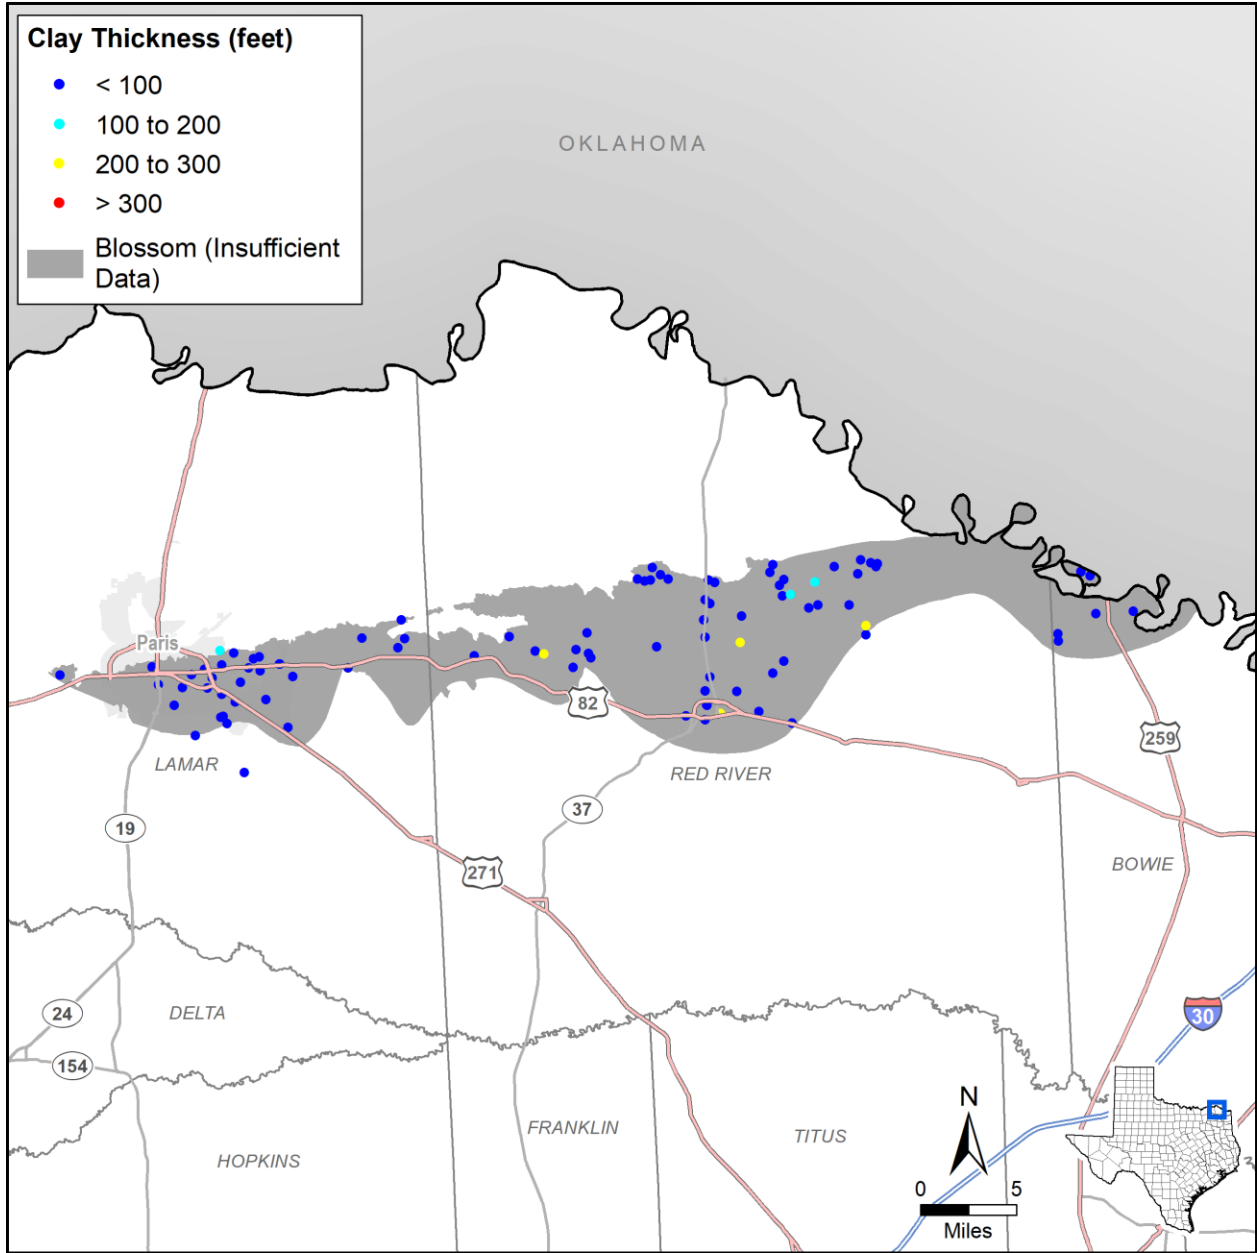 Clay Thickness (feet)
< 100
100 to 200
200 to 300
> 300
Blossom (Insufficient
Data)
OKLAHOMA
Paris
82
259
LAMAR
RED RIVER
19
37
271
BOWIE
24
DELTA
30
154
N
FRANKLIN
TITUS
HOPKINS
0 5
Miles